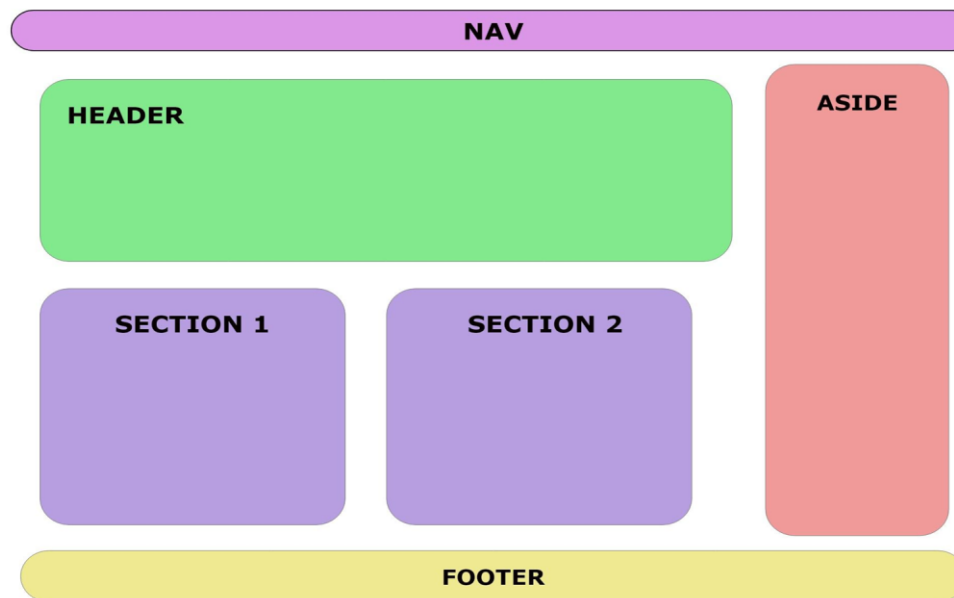 NAV
HEADER
ASIDE
SECTION 1
SECTION 2
FOOTER